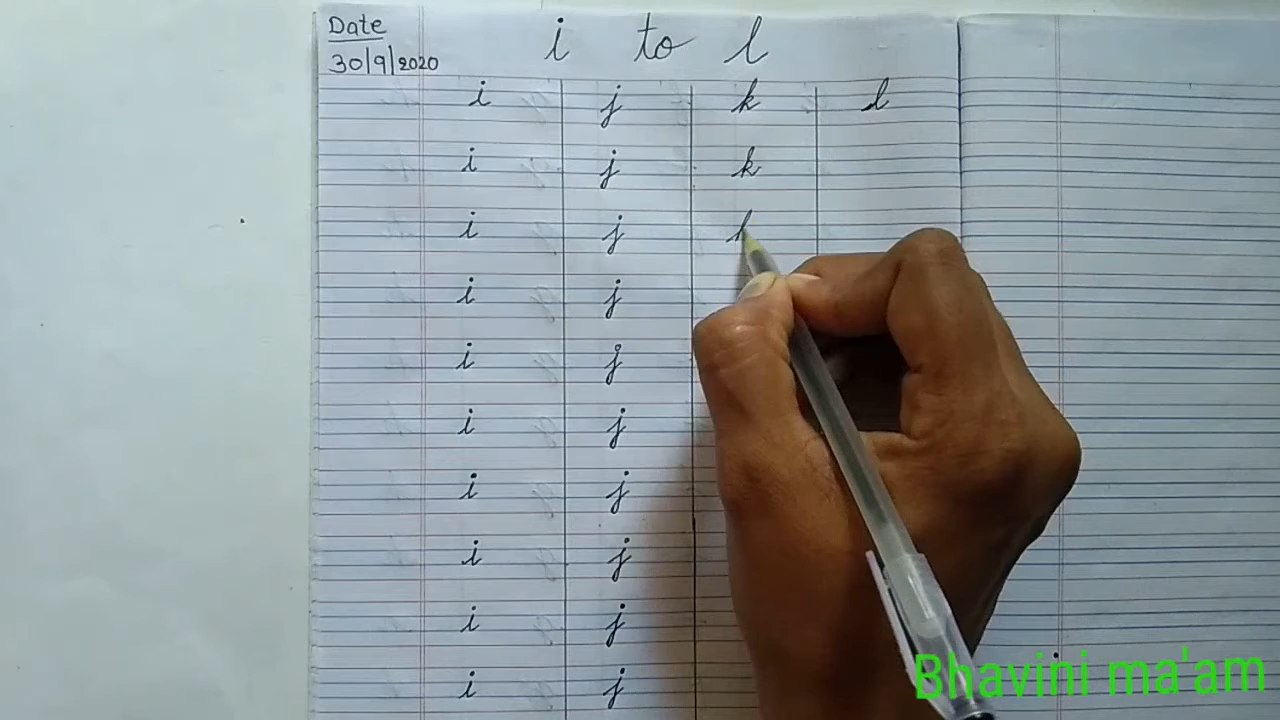 Date
i to l
30/9/2020
i j k l
i j k
i j k
i j
i j
i j
i j
i j
i j
i j
Bhavini ma'am